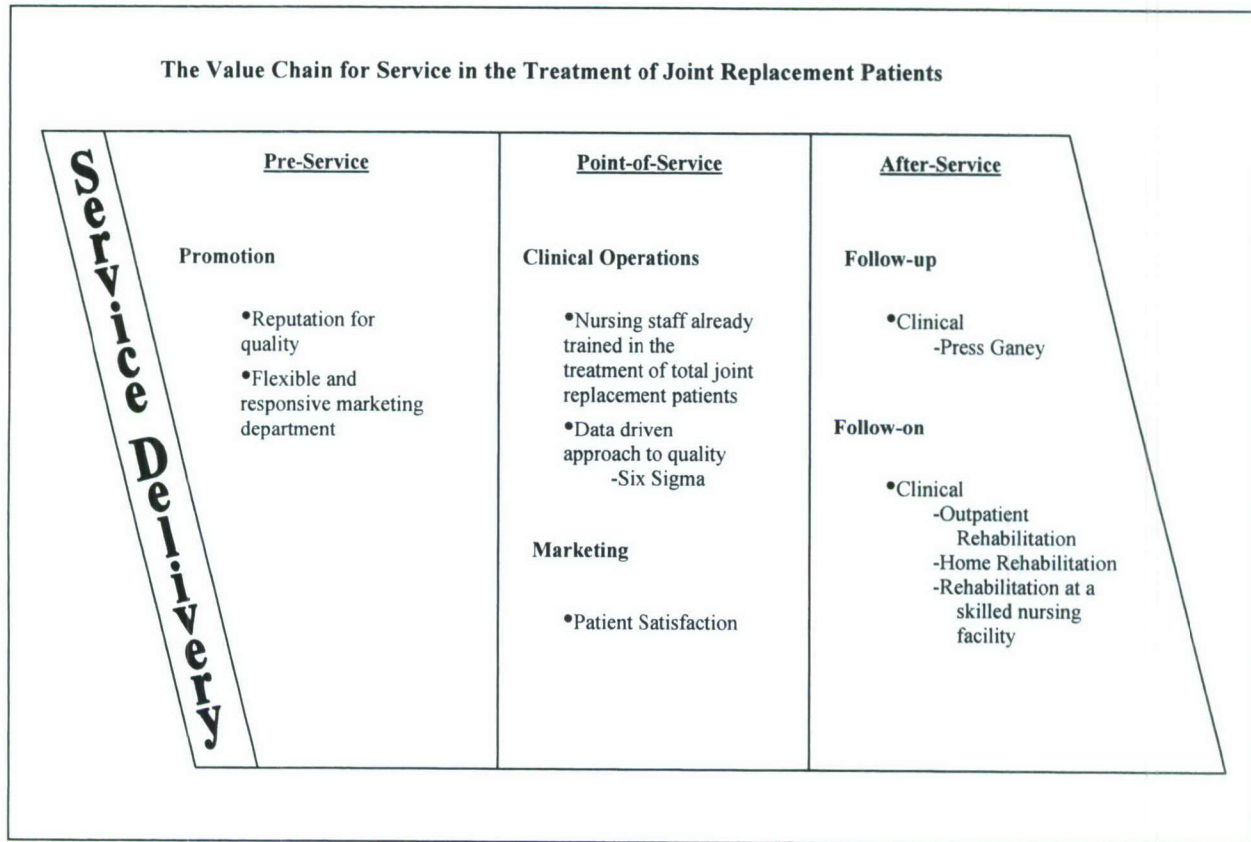 The Value Chain for Service in the Treatment of Joint Replacement Patients
Service Delivery
Pre-Service
Promotion
•Reputation for
quality
•Flexible and
responsive marketing
department
Point-of-Service
Clinical Operations
•Nursing staff already
trained in the
treatment of total joint
replacement patients
•Data driven
approach to quality
-Six Sigma
Marketing
•Patient Satisfaction
After-Service
Follow-up
•Clinical
-Press Ganey
Follow-on
•Clinical
-Outpatient
Rehabilitation
-Home Rehabilitation
-Rehabilitation at a
skilled nursing
facility